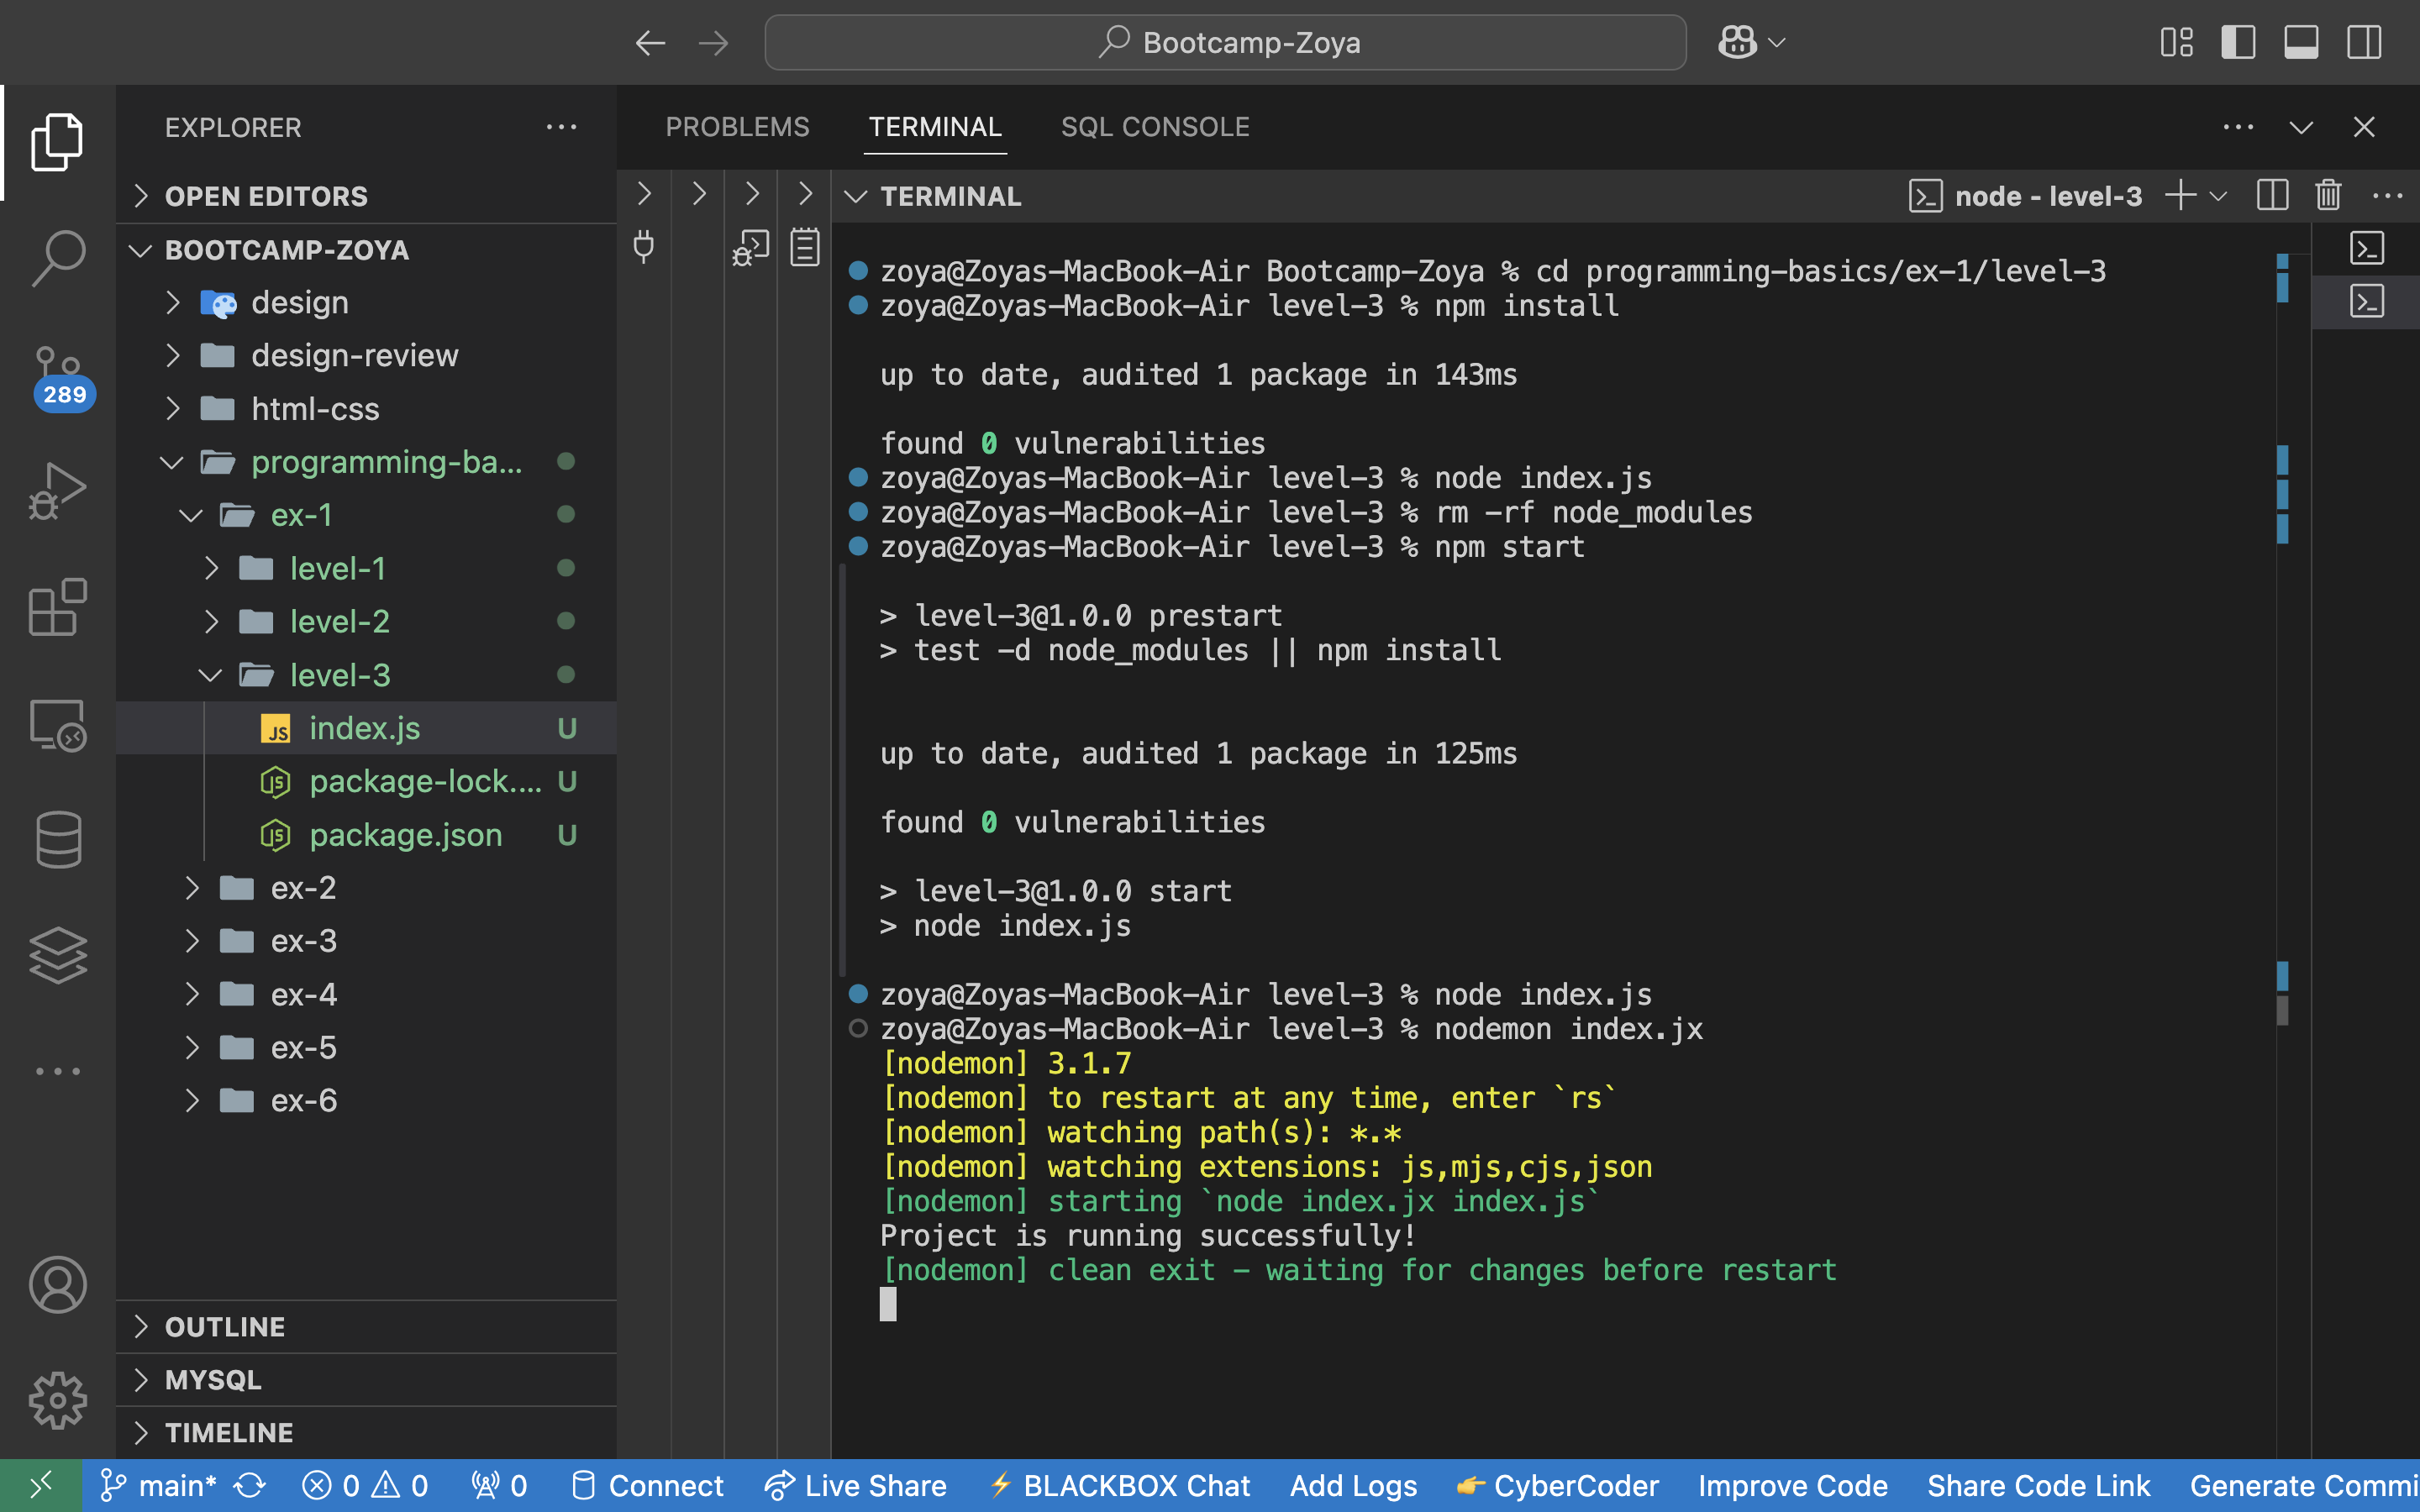 Bootcamp-Zoya
EXPLORER
OPEN EDITORS
BOOTCAMP-ZOYA
design
design-review
html-css
programming-ba...
ex-1
level-1
level-2
level-3
index.js U
package-lock.... U
package.json U
ex-2
ex-3
ex-4
ex-5
ex-6
OUTLINE
MYSQL
TIMELINE
289
PROBLEMS TERMINAL SQL CONSOLE
TERMINAL
node - level-3
zoya@Zoyas-MacBook-Air Bootcamp-Zoya % cd programming-basics/ex-1/level-3
zoya@Zoyas-MacBook-Air level-3 % npm install
up to date, audited 1 package in 143ms
found 0 vulnerabilities
zoya@Zoyas-MacBook-Air level-3 % node index.js
zoya@Zoyas-MacBook-Air level-3 % rm -rf node_modules
zoya@Zoyas-MacBook-Air level-3 % npm start
> level-3@1.0.0 prestart
> test -d node_modules || npm install
up to date, audited 1 package in 125ms
found 0 vulnerabilities
> level-3@1.0.0 start
> node index.js
zoya@Zoyas-MacBook-Air level-3 % node index.js
zoya@Zoyas-MacBook-Air level-3 % nodemon index.jx
[nodemon] 3.1.7
[nodemon] to restart at any time, enter `rs`
[nodemon] watching path(s): *.*
[nodemon] watching extensions: js,mjs,cjs,json
[nodemon] starting `node index.jx index.js`
Project is running successfully!
[nodemon] clean exit - waiting for changes before restart
main* 0 0 0 Connect Live Share BLACKBOX Chat Add Logs CyberCoder Improve Code Share Code Link Generate Commi